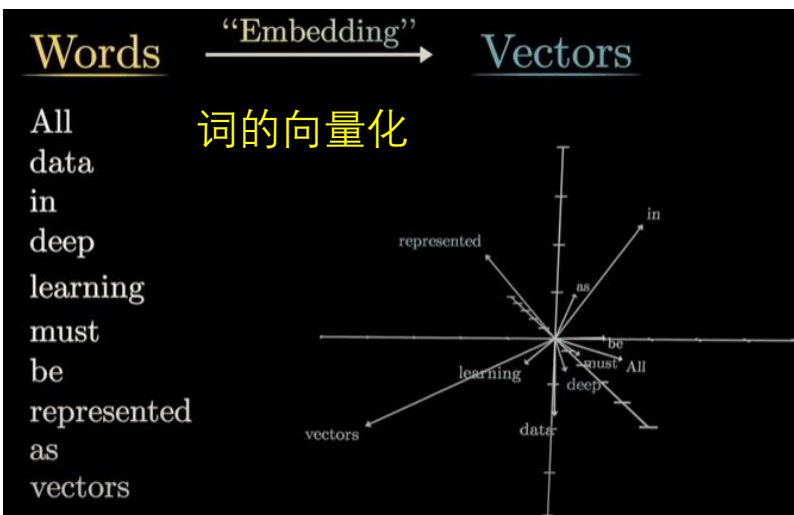 Words
“Embedding”
Vectors
词的向量化
All
data
in
deep
learning
must
be
represented
as
vectors
in
represented
as
be
must
All
learning
deep
vectors
data